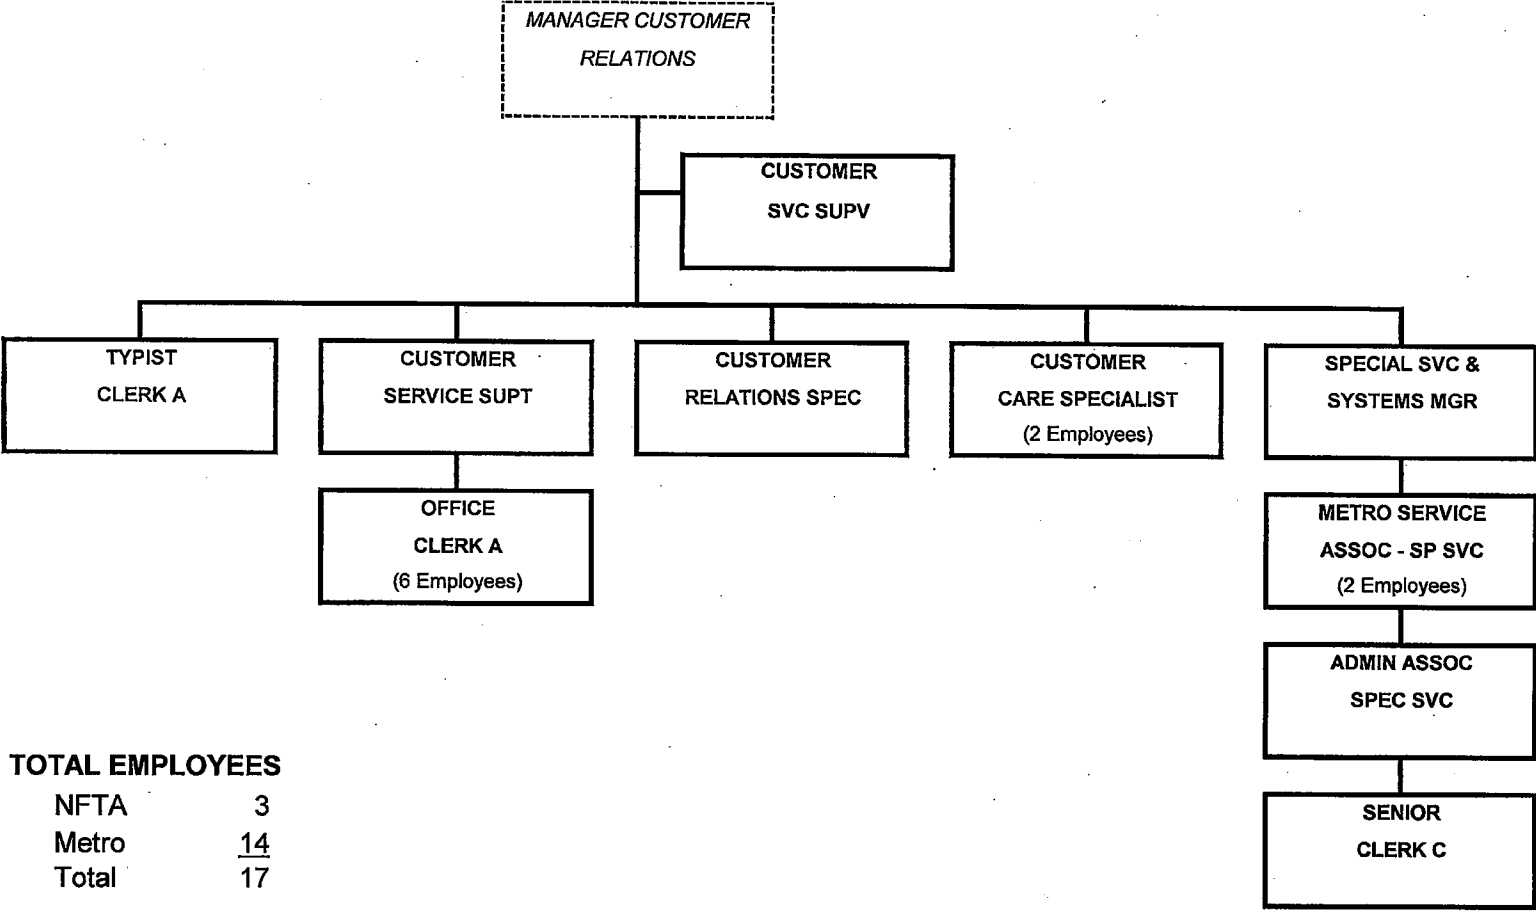 MANAGER CUSTOMER
RELATIONS
CUSTOMER
SVC SUPV
TYPIST
CLERK A
CUSTOMER
SERVICE SUPT
CUSTOMER
RELATIONS SPEC
CUSTOMER
CARE SPECIALIST
(2 Employees)
SPECIAL SVC &
SYSTEMS MGR
OFFICE
CLERK A
(6 Employees)
METRO SERVICE
ASSOC - SP SVC
(2 Employees)
ADMIN ASSOC
SPEC SVC
SENIOR
CLERK C
TOTAL EMPLOYEES
NFTA 3
Metro 14
Total 17